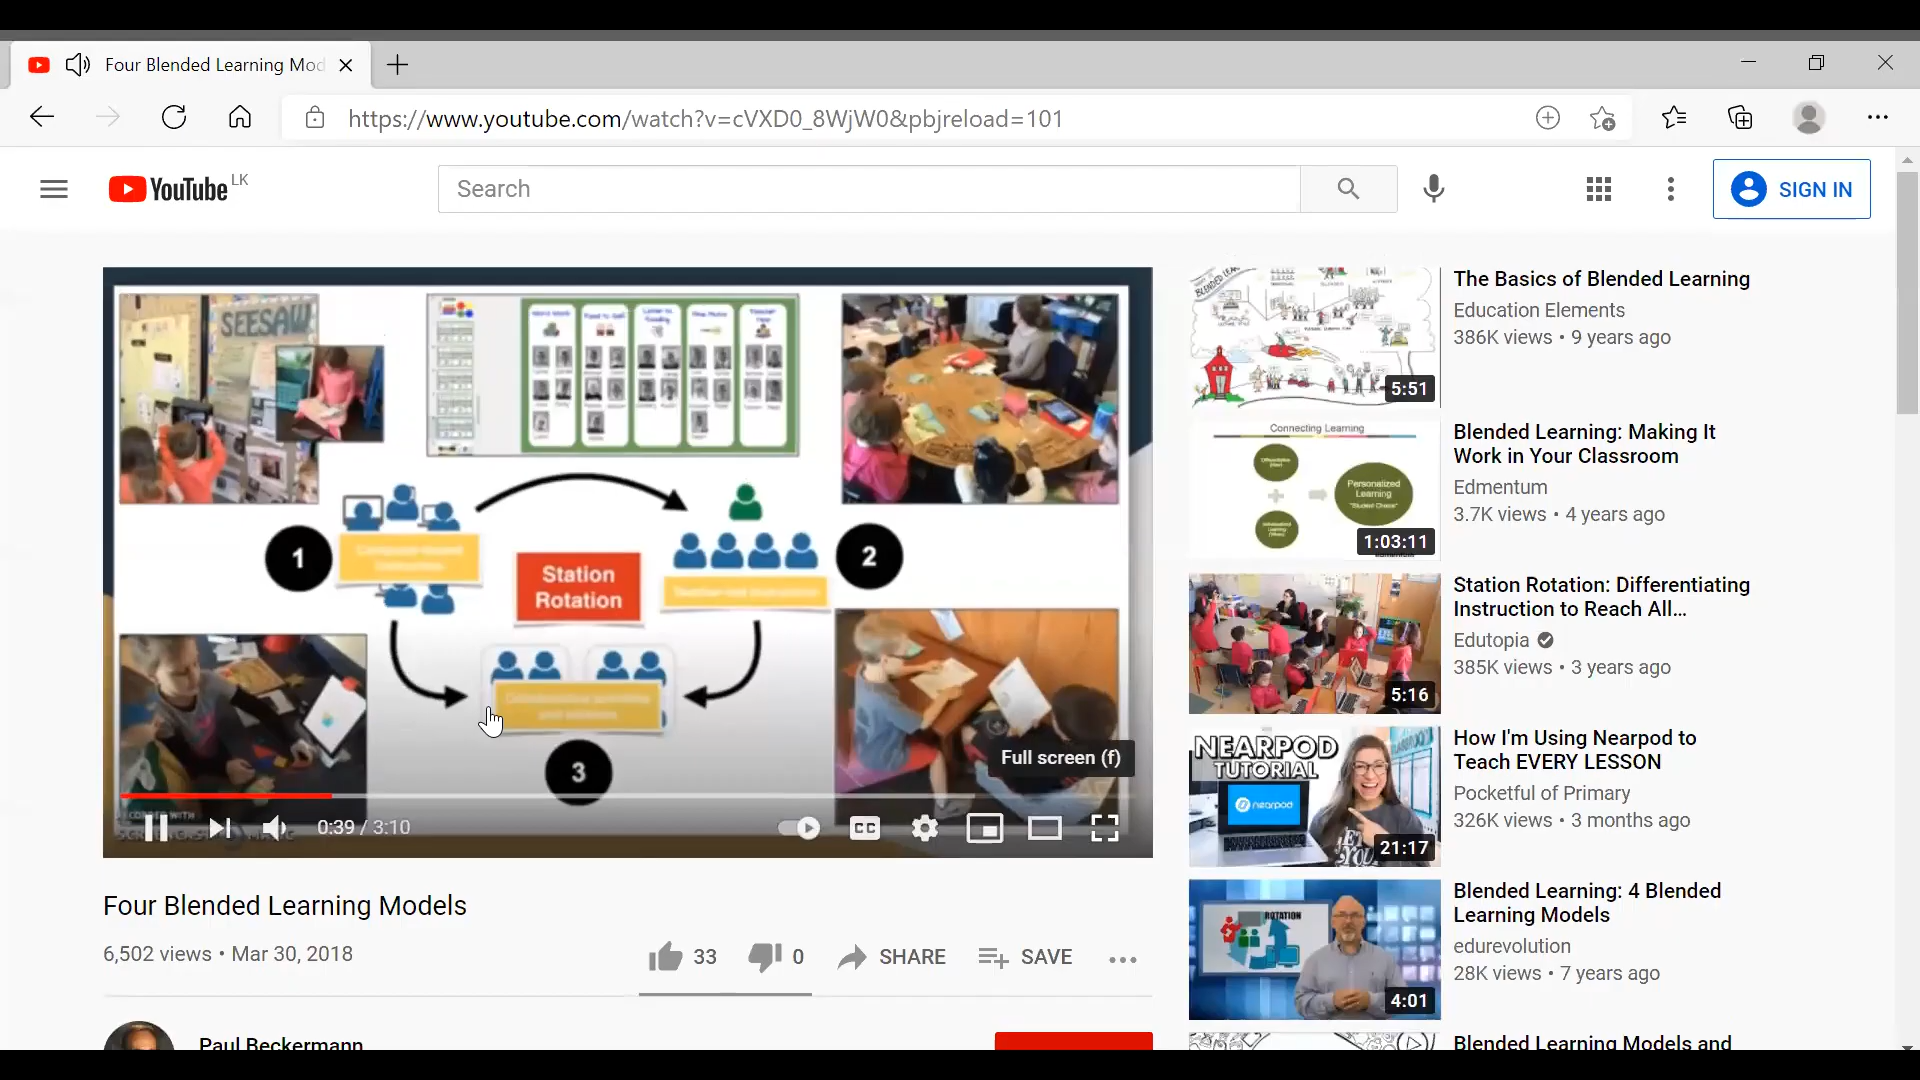 Four Blended Learning Mod
https://www.youtube.com/watch?v=cVXD0_8WjW0&pbjreload=101
YouTube LK
Search
SIGN IN
SEESAW
1
Station
Rotation
2
3
Full screen (f)
0:39 / 3:10
CC
Four Blended Learning Models
6,502 views • Mar 30, 2018
33
0
SHARE
SAVE
Paul Beckermann
5:51
The Basics of Blended Learning
Education Elements
386K views • 9 years ago
Connecting Learning
Personalized
Learning
"Student Choice"
1:03:11
Blended Learning: Making It
Work in Your Classroom
Edmentum
3.7K views • 4 years ago
5:16
Station Rotation: Differentiating
Instruction to Reach All...
Edutopia
385K views • 3 years ago
NEARPOD
TUTORIAL
nearpod
21:17
How I'm Using Nearpod to
Teach EVERY LESSON
Pocketful of Primary
326K views • 3 months ago
ROTATION
4:01
Blended Learning: 4 Blended
Learning Models
edurevolution
28K views • 7 years ago
Blended Learning Models and